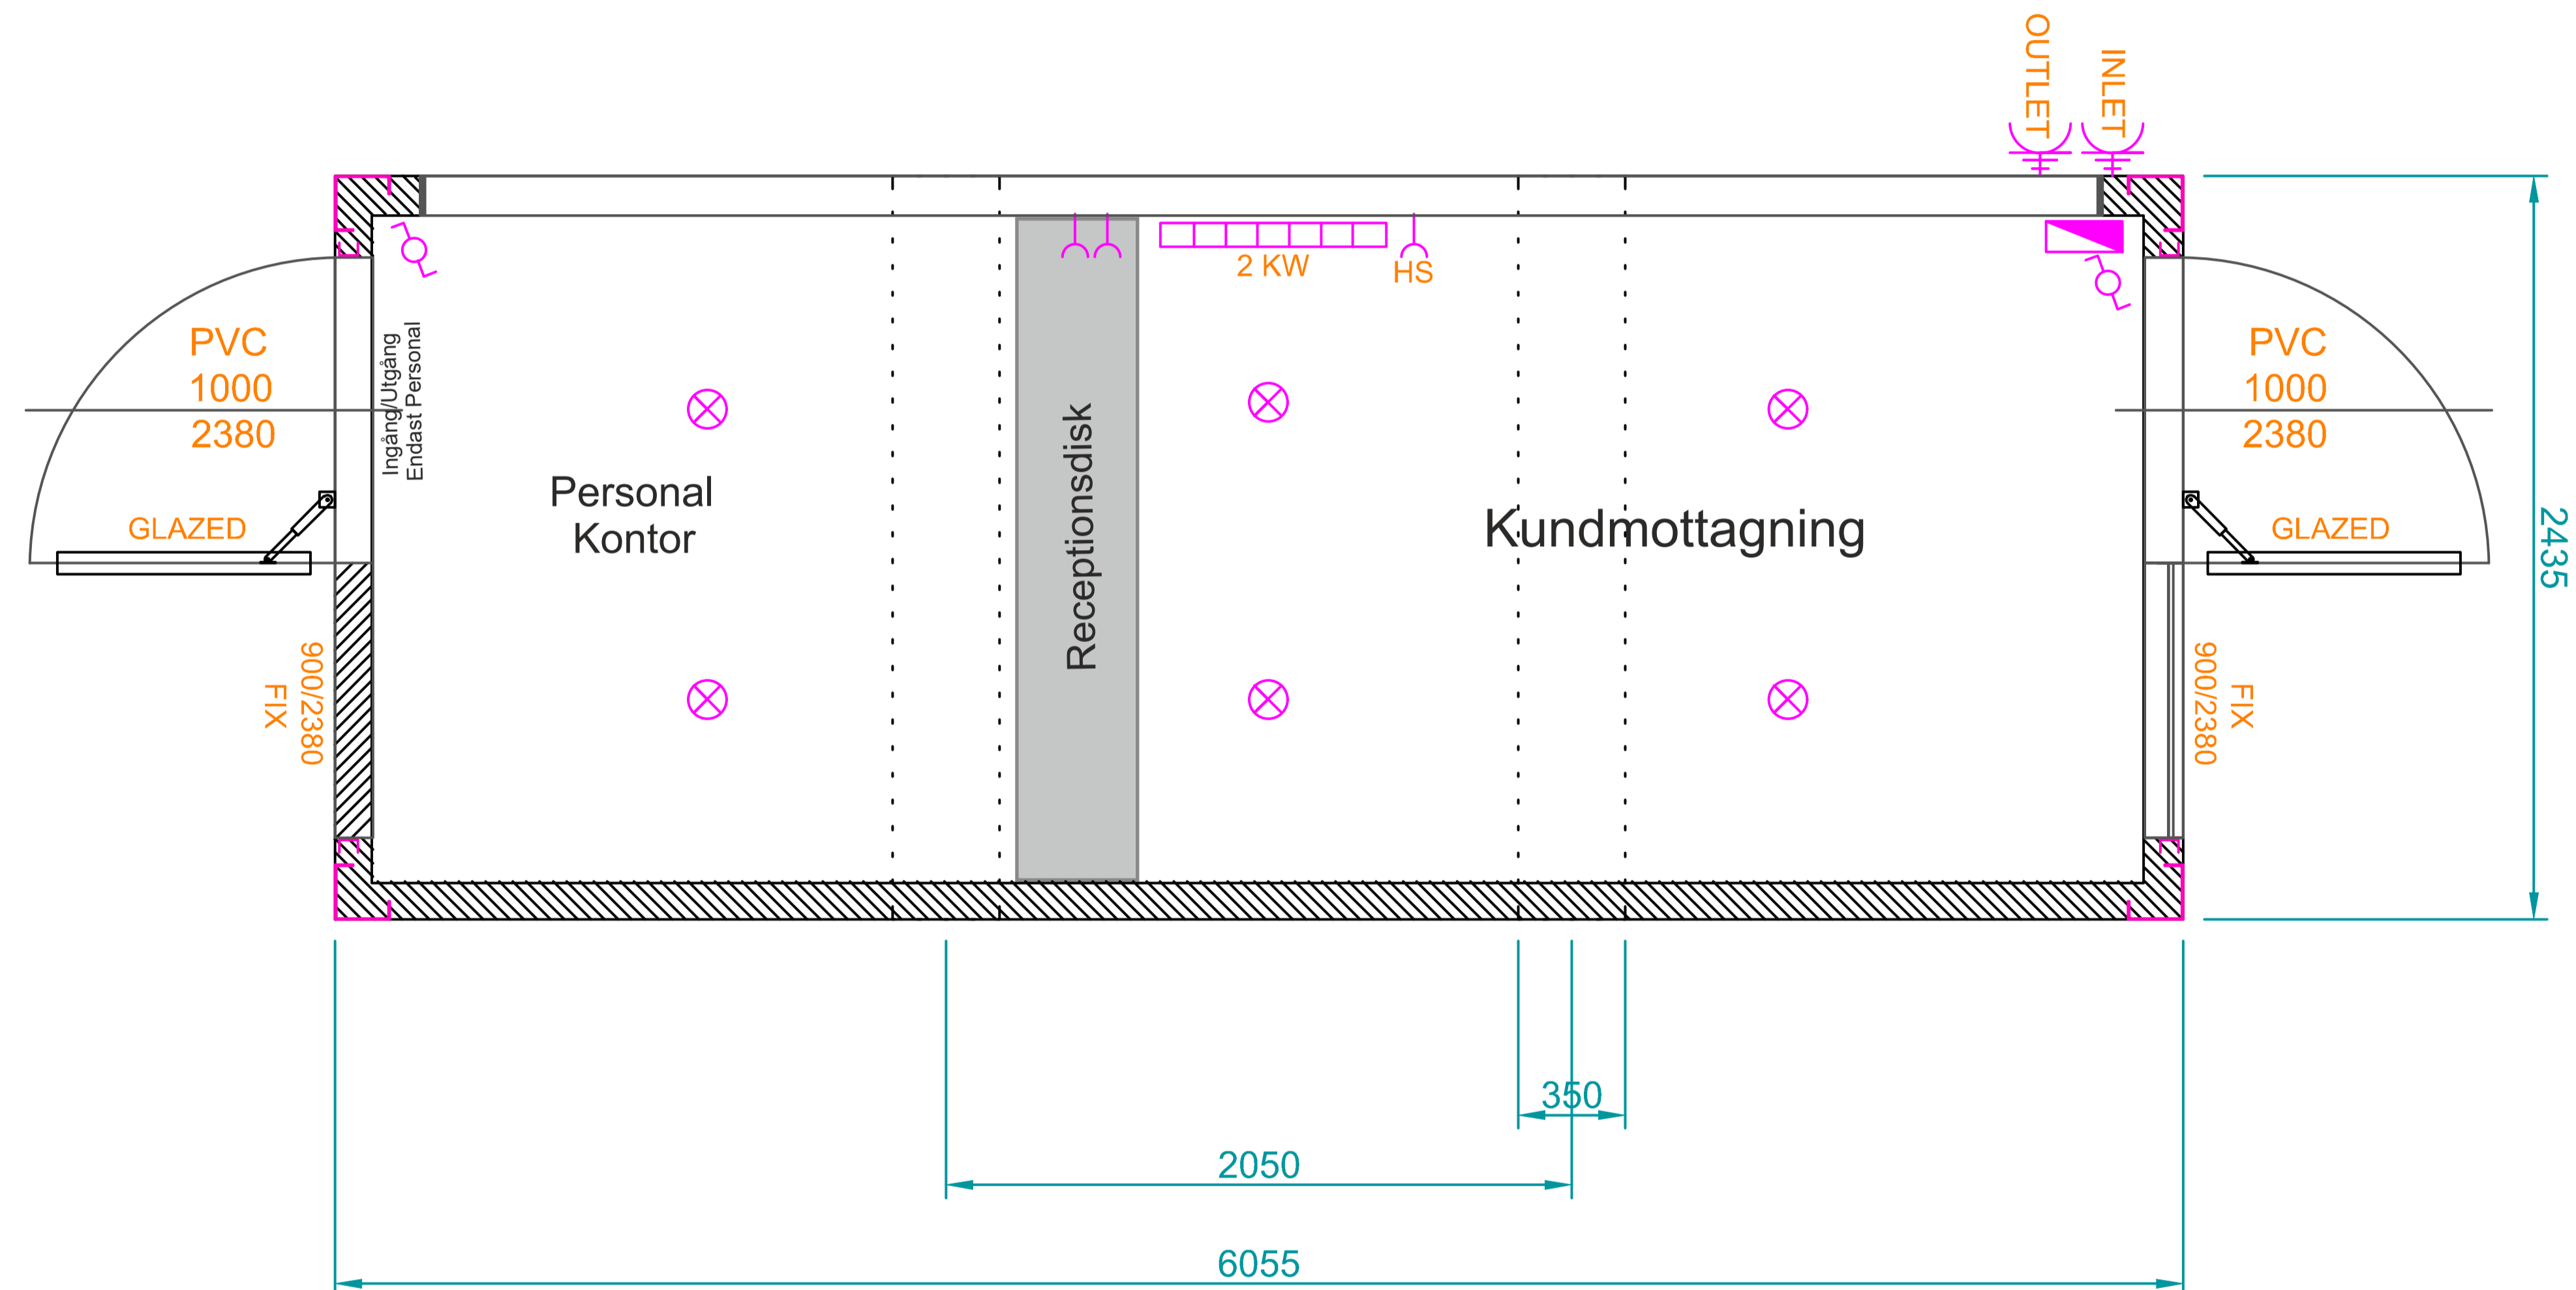 OUTLET
INLET
2 KW
HS
PVC
1000
2380
GLAZED
900/2380
FIX
Ingång/Utgång
Endast Personal
Personal
Kontor
Receptionsdisk
Kundmottagning
PVC
1000
2380
GLAZED
900/2380
FIX
2435
350
2050
6055